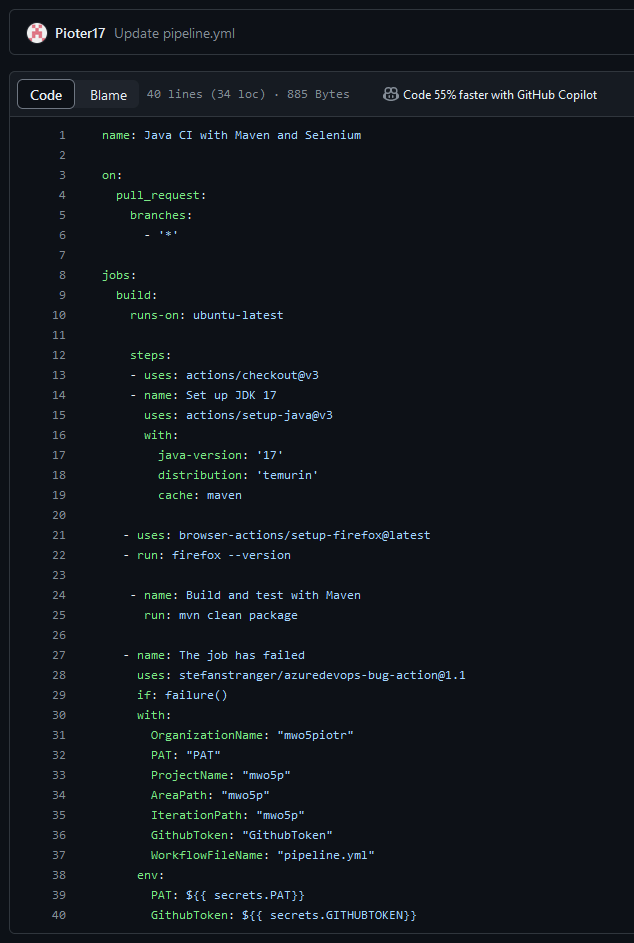 Pioter17 Update pipeline.yml
Code Blame 40 lines (34 loc) · 885 Bytes Code 55% faster with GitHub Copilot
1 name: Java CI with Maven and Selenium
2
3 on:
4   pull_request:
5     branches:
6       - '*'
7
8 jobs:
9   build:
10     runs-on: ubuntu-latest
11
12     steps:
13     - uses: actions/checkout@v3
14     - name: Set up JDK 17
15       uses: actions/setup-java@v3
16       with:
17         java-version: '17'
18         distribution: 'temurin'
19         cache: maven
20
21    - uses: browser-actions/setup-firefox@latest
22    - run: firefox --version
23
24     - name: Build and test with Maven
25       run: mvn clean package
26
27    - name: The job has failed
28      uses: stefanstranger/azuredevops-bug-action@1.1
29      if: failure()
30      with:
31        OrganizationName: "mwo5piotr"
32        PAT: "PAT"
33        ProjectName: "mwo5p"
34        AreaPath: "mwo5p"
35        IterationPath: "mwo5p"
36        GithubToken: "GithubToken"
37        WorkflowFileName: "pipeline.yml"
38      env:
39        PAT: ${{ secrets.PAT}}
40        GithubToken: ${{ secrets.GITHUBTOKEN}}